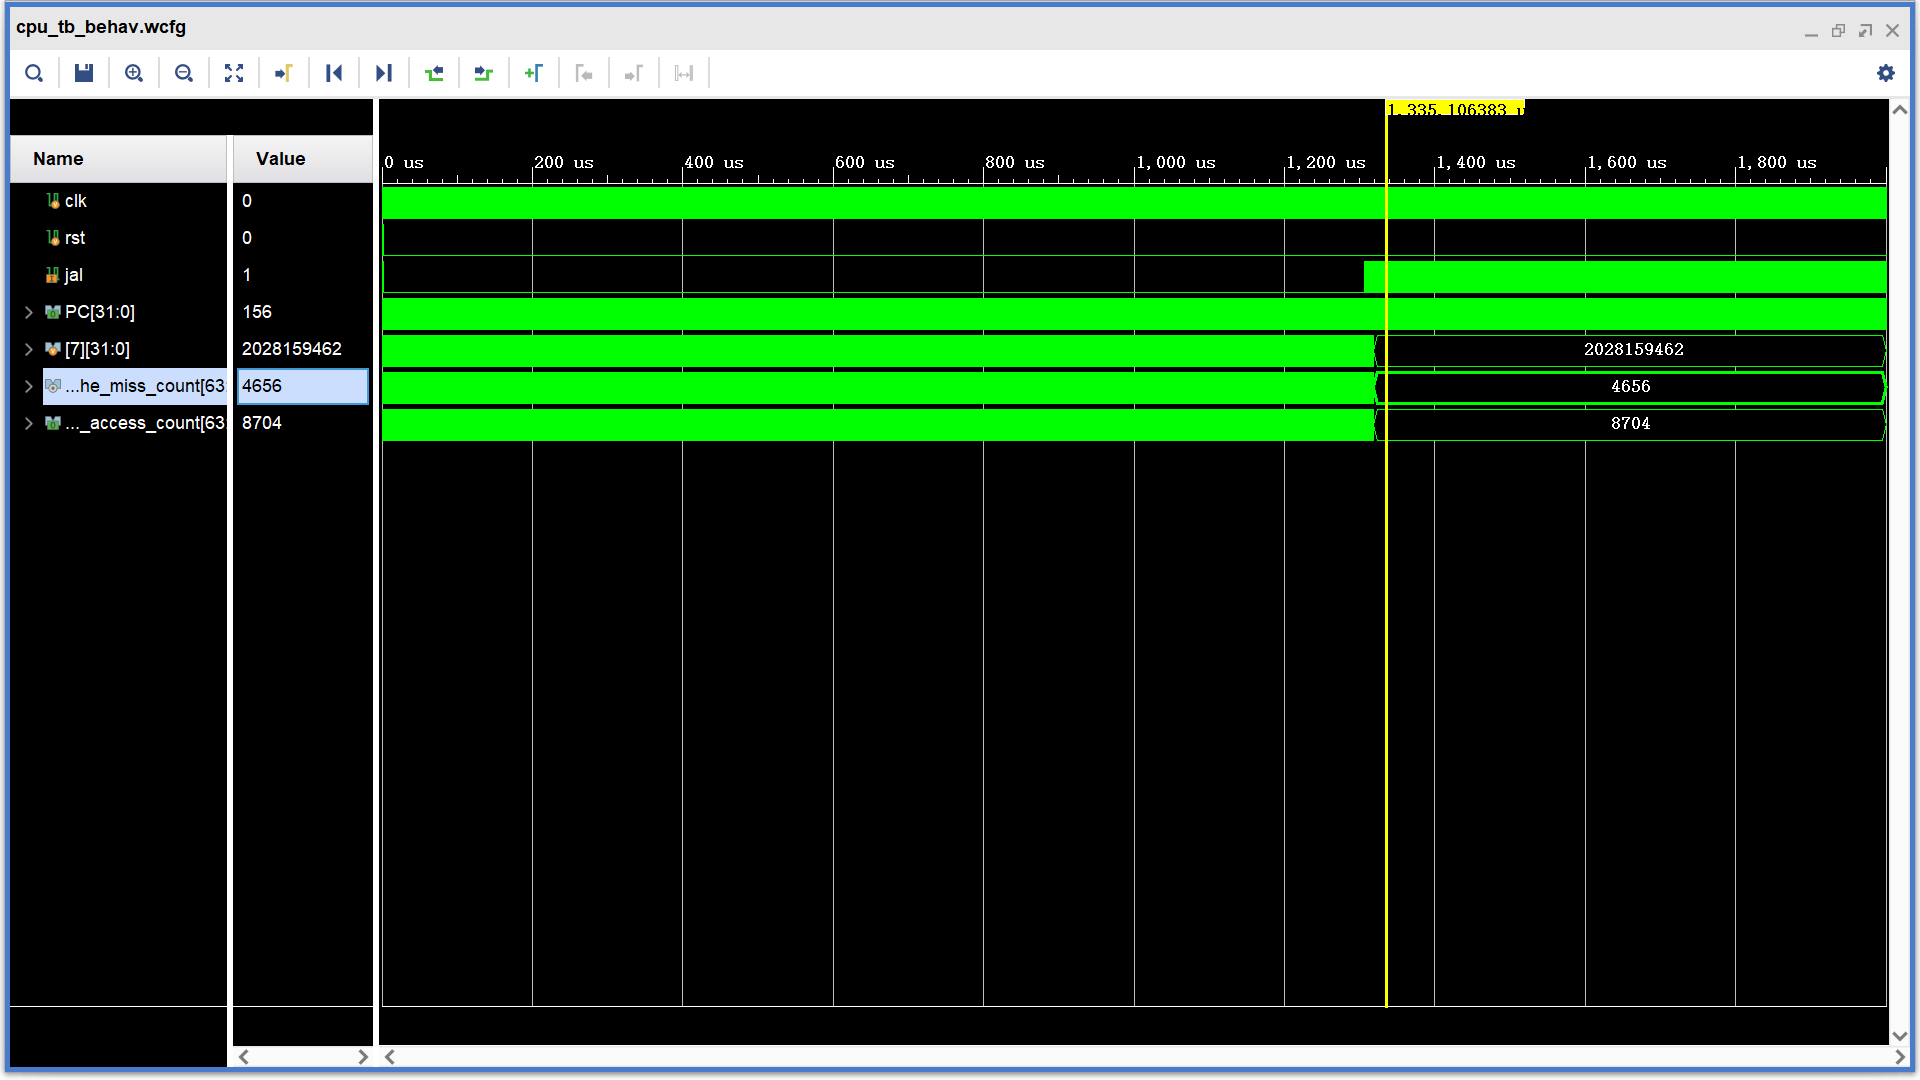 cpu_tb_behav.wcfg
1,335.106383 u
Name
Value
0 us
200 us
400 us
600 us
800 us
1,000 us
1,200 us
1,400 us
1,600 us
1,800 us
clk
0
rst
0
jal
1
PC[31:0]
156
[7][31:0]
2028159462
2028159462
...he_miss_count[63:
4656
4656
..._access_count[63:
8704
8704